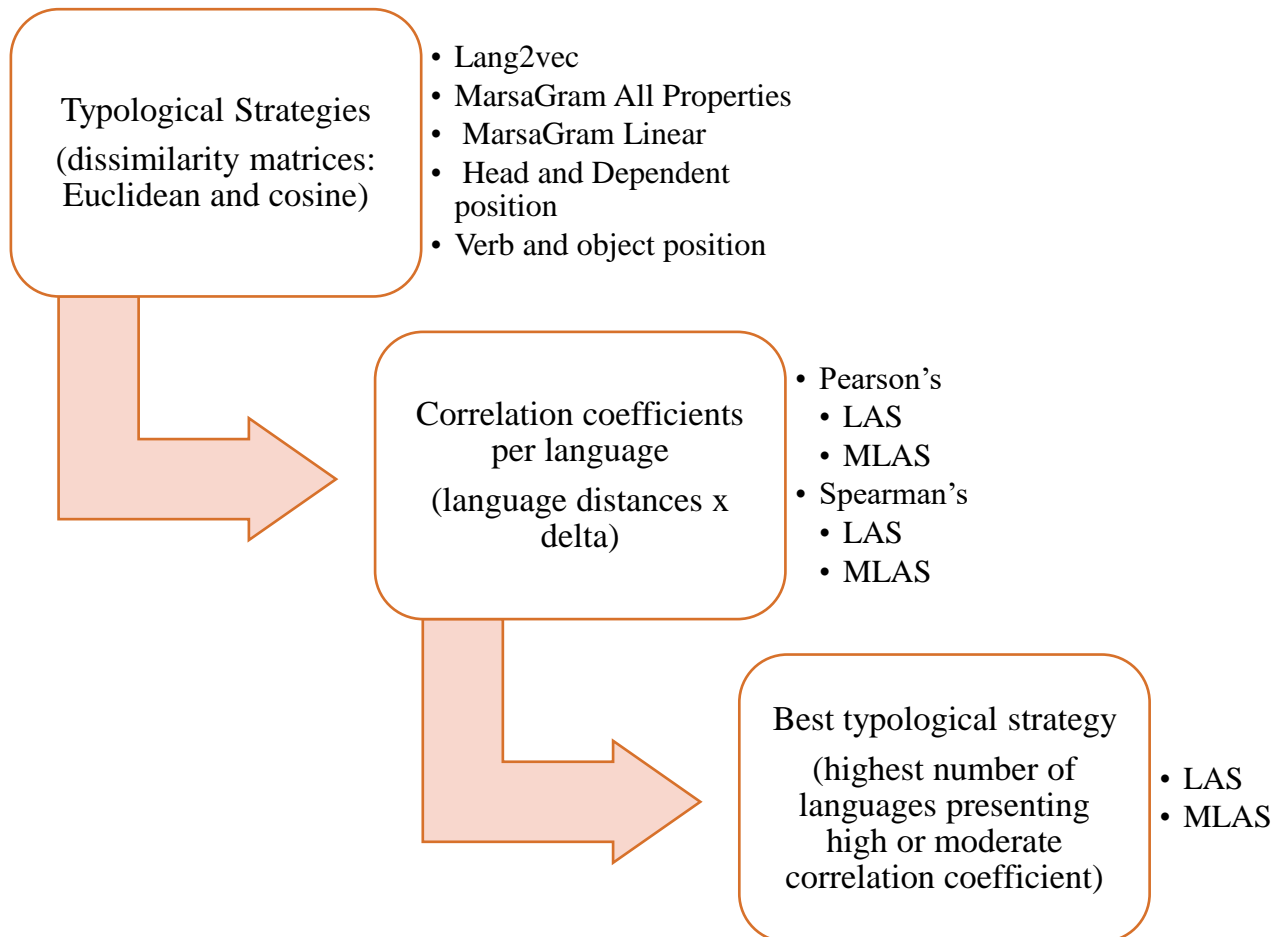 Typological Strategies
(dissimilarity matrices:
Euclidean and cosine)
• Lang2vec
• MarsaGram All Properties
• MarsaGram Linear
• Head and Dependent
position
• Verb and object position
Correlation coefficients
per language
(language distances x
delta)
• Pearson’s
• LAS
• MLAS
• Spearman’s
• LAS
• MLAS
Best typological strategy
(highest number of
languages presenting
high or moderate
correlation coefficient)
• LAS
• MLAS